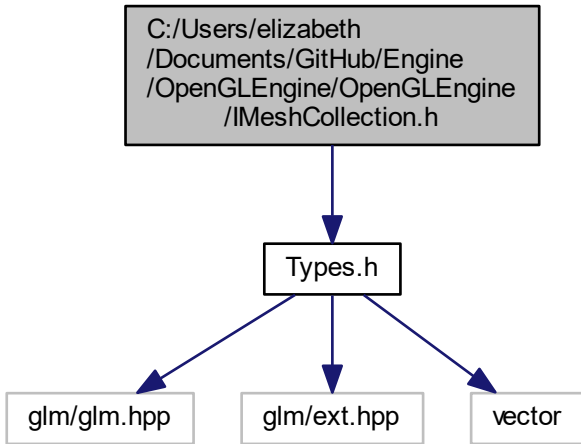 C:/Users/elizabeth
/Documents/GitHub/Engine
/OpenGLEngine/OpenGLEngine
/IMeshCollection.h
Types.h
glm/glm.hpp
glm/ext.hpp
vector